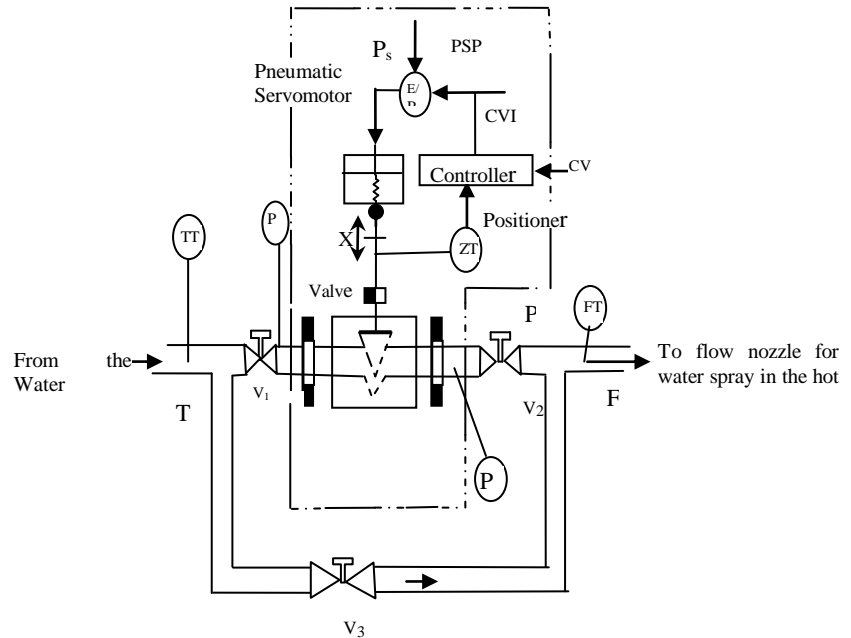 Pₛ
PSP
Pneumatic
Servomotor
E/
CVI
Controller
CV
Positioner
P
TT
X
ZT
Valve
P
FT
From the
Water
To flow nozzle for
water spray in the hot
V₁
V₂
T
F
P
V₃